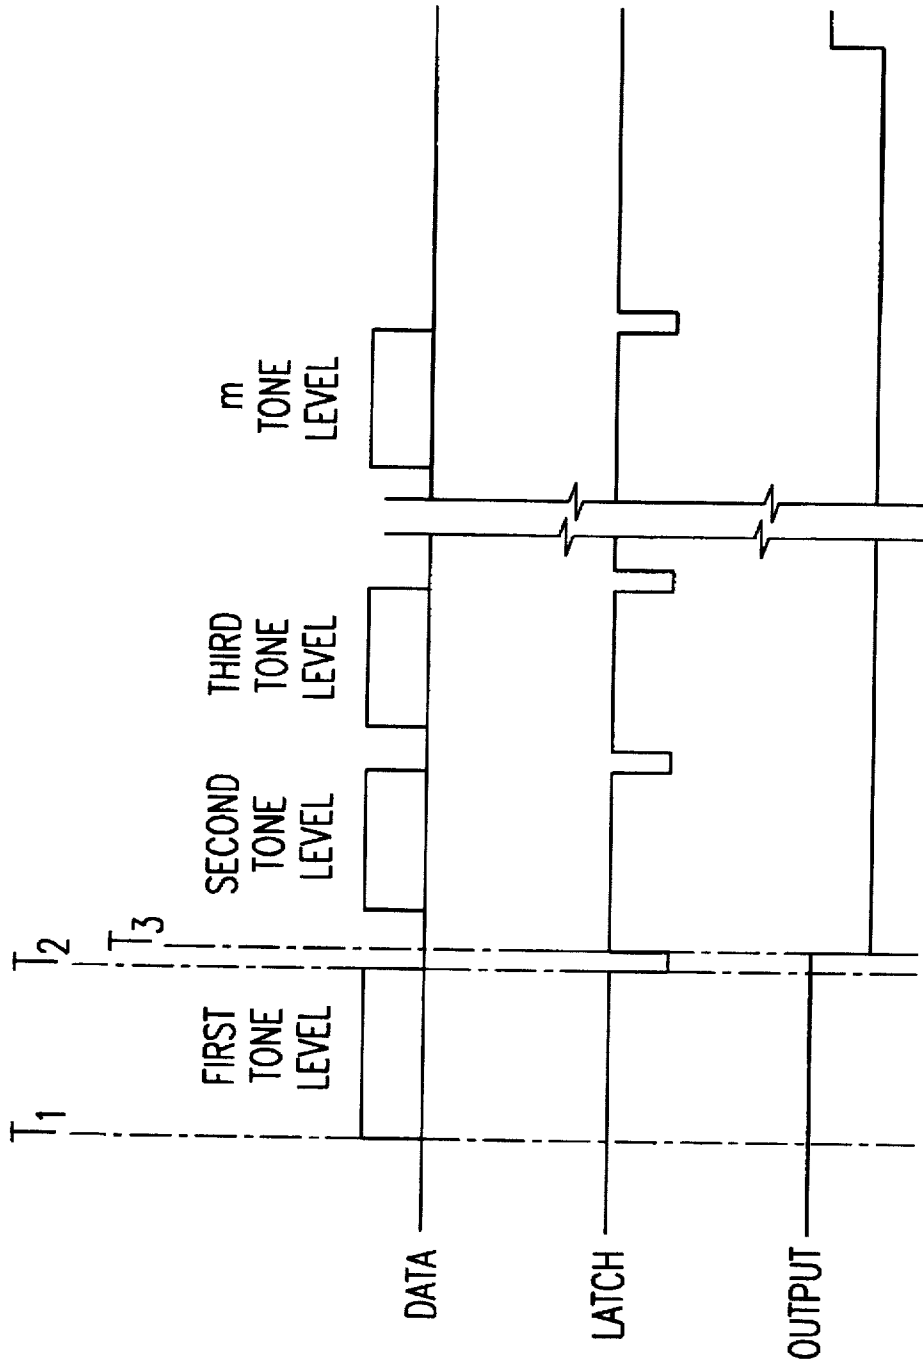 T1
T2
T3
FIRST
TONE
LEVEL
SECOND
TONE
LEVEL
THIRD
TONE
LEVEL
m
TONE
LEVEL
DATA
LATCH
OUTPUT